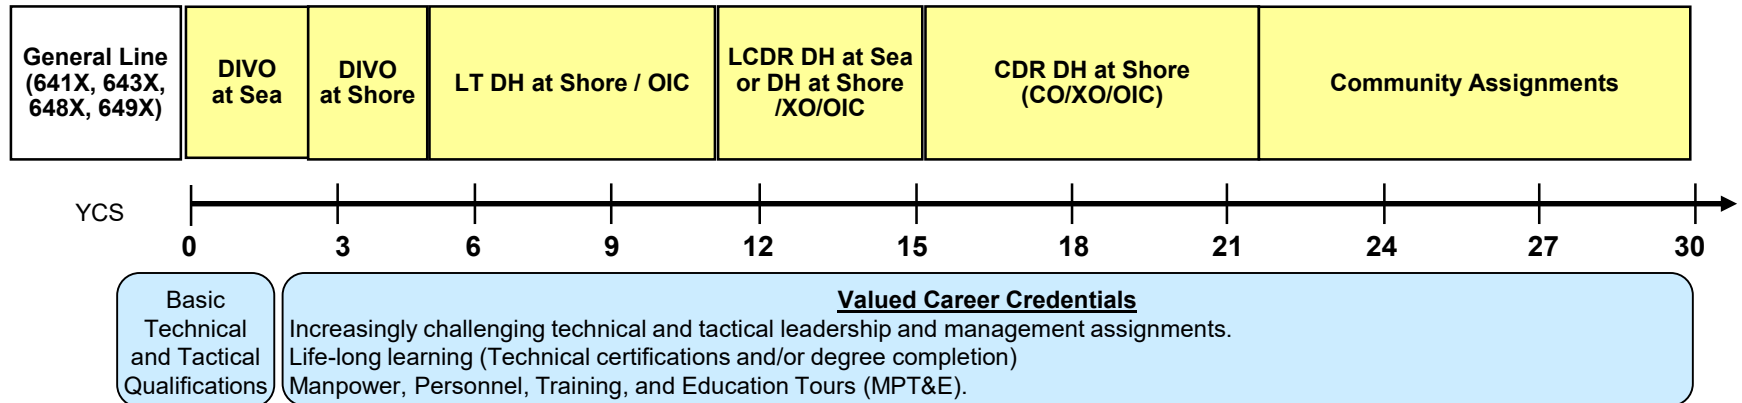 General Line
(641X, 643X,
648X, 649X)
DIVO
at Sea
DIVO
at Shore
LT DH at Shore / OIC
LCDR DH at Sea
or DH at Shore
/XO/OIC
CDR DH at Shore
(CO/XO/OIC)
Community Assignments
YCS
0 3 6 9 12 15 18 21 24 27 30
Basic
Technical
and Tactical
Qualifications
Valued Career Credentials
Increasingly challenging technical and tactical leadership and management assignments.
Life-long learning (Technical certifications and/or degree completion)
Manpower, Personnel, Training, and Education Tours (MPT&E).